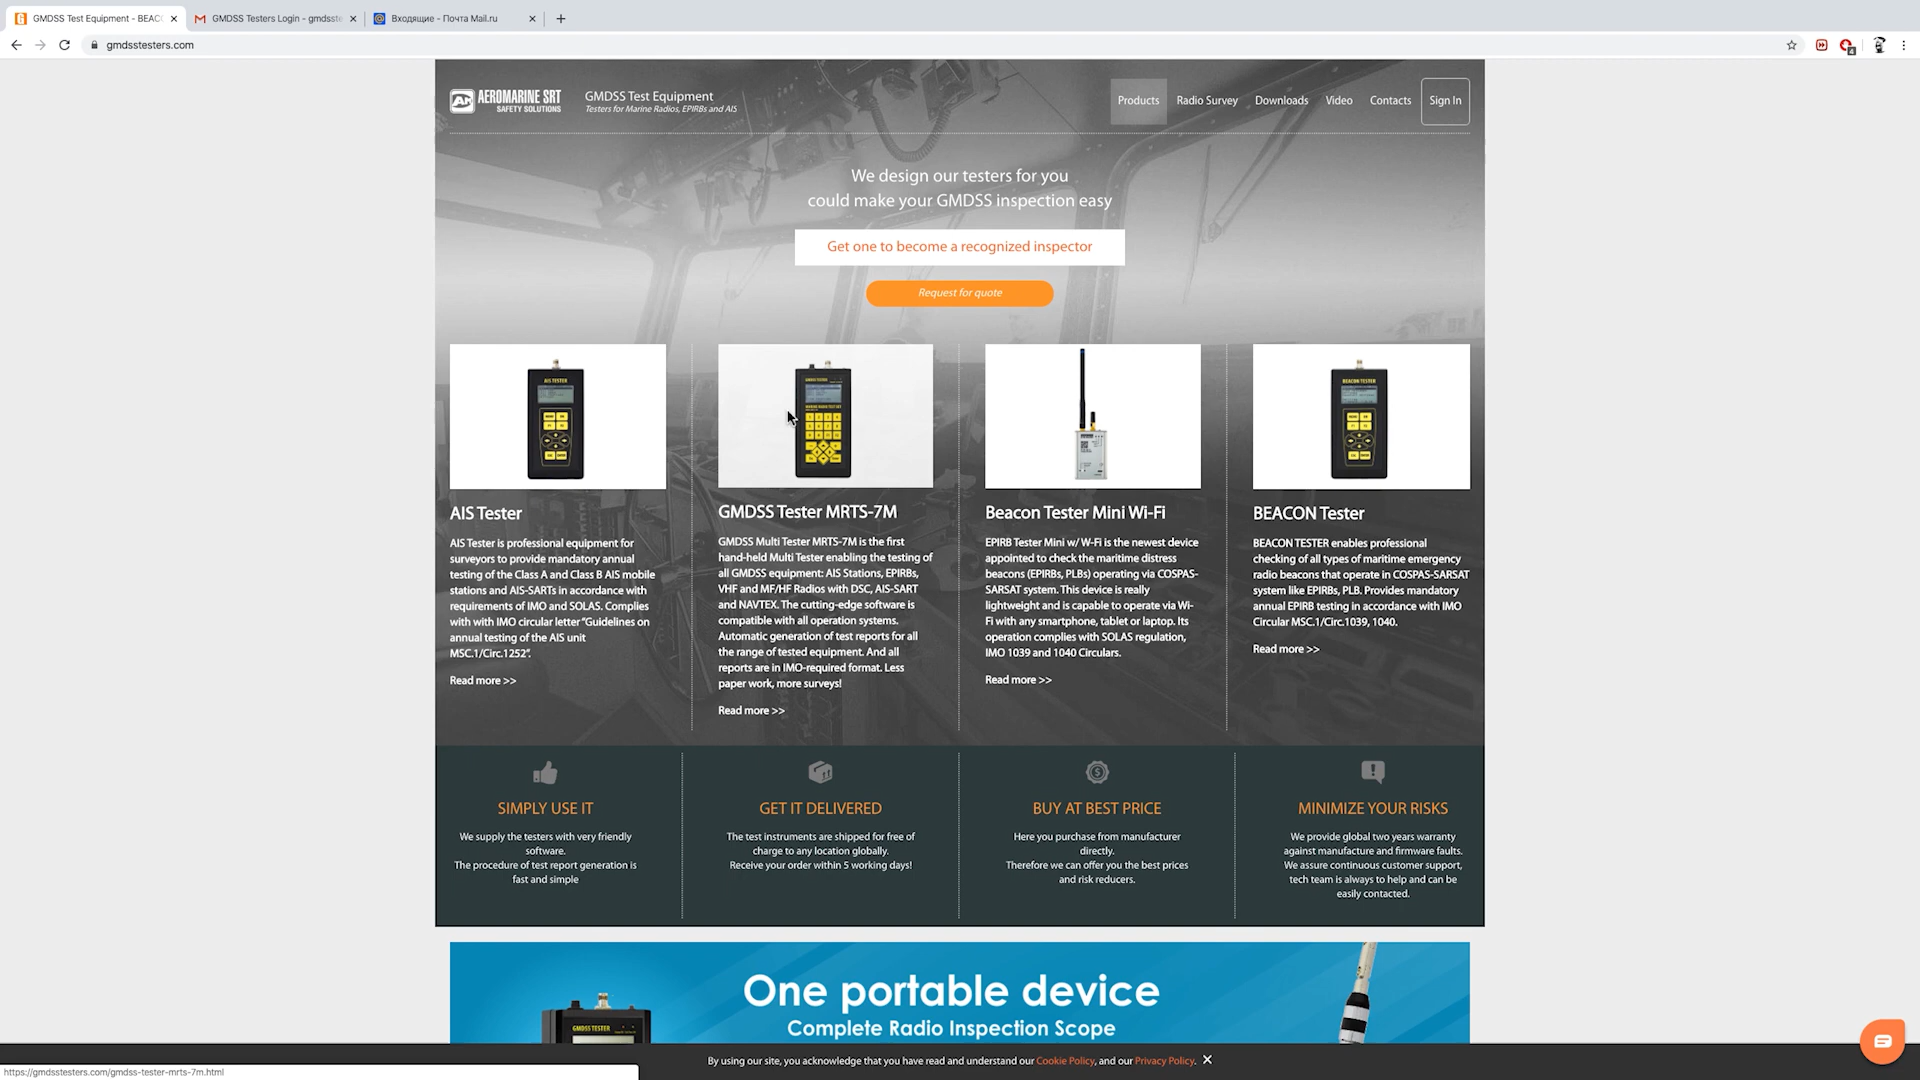 GMDSS Test Equipment - BEAC
GMDSS Testers Login - gmdsste
Входящие - Почта Mail.ru
gmdsstesters.com
4
AEROMARINE SRT
SAFETY SOLUTIONS
GMDSS Test Equipment
Testers for Marine Radios, EPIRBs and AIS
Products
Radio Survey
Downloads
Video
Contacts
Sign In
We design our testers for you
could make your GMDSS inspection easy
Get one to become a recognized inspector
Request for quote
AIS TESTER
BEACON TESTER
AIS Tester
AIS Tester is professional equipment for
surveyors to provide mandatory annual
testing of the Class A and Class B AIS mobile
stations and AIS-SARTs in accordance with
requirements of IMO and SOLAS. Complies
with with IMO circular letter “Guidelines on
annual testing of the AIS unit
MSC.1/Circ.1252”.
Read more >>
GMDSS Tester MRTS-7M
GMDSS Multi Tester MRTS-7M is the first
hand-held Multi Tester enabling the testing of
all GMDSS equipment: AIS Stations, EPIRBs,
VHF and MF/HF Radios with DSC, AIS-SART
and NAVTEX. The cutting-edge software is
compatible with all operation systems.
Automatic generation of test reports for all
the range of tested equipment. And all
reports are in IMO-required format. Less
paper work, more surveys!
Read more >>
Beacon Tester Mini Wi-Fi
EPIRB Tester Mini w/ W-Fi is the newest device
appointed to check the maritime distress
beacons (EPIRBs, PLBs) operating via COSPAS-
SARSAT system. This device is really
lightweight and is capable to operate via Wi-
Fi with any smartphone, tablet or laptop. Its
operation complies with SOLAS regulation,
IMO 1039 and 1040 Circulars.
Read more >>
BEACON Tester
BEACON TESTER enables professional
checking of all types of maritime emergency
radio beacons that operate in COSPAS-SARSAT
system like EPIRBs, PLB. Provides mandatory
annual EPIRB testing in accordance with IMO
Circular MSC.1/Circ.1039, 1040.
Read more >>
SIMPLY USE IT
We supply the testers with very friendly
software.
The procedure of test report generation is
fast and simple
GET IT DELIVERED
The test instruments are shipped for free of
charge to any location globally.
Receive your order within 5 working days!
BUY AT BEST PRICE
Here you purchase from manufacturer
directly.
Therefore we can offer you the best prices
and risk reducers.
MINIMIZE YOUR RISKS
We provide global two years warranty
against manufacture and firmware faults.
We assure continuous customer support,
tech team is always to help and can be
easily contacted.
One portable device
Complete Radio Inspection Scope
GMDSS TESTER
By using our site, you acknowledge that you have read and understand our Cookie Policy, and our Privacy Policy.
https://gmdsstesters.com/gmdss-tester-mrts-7m.html